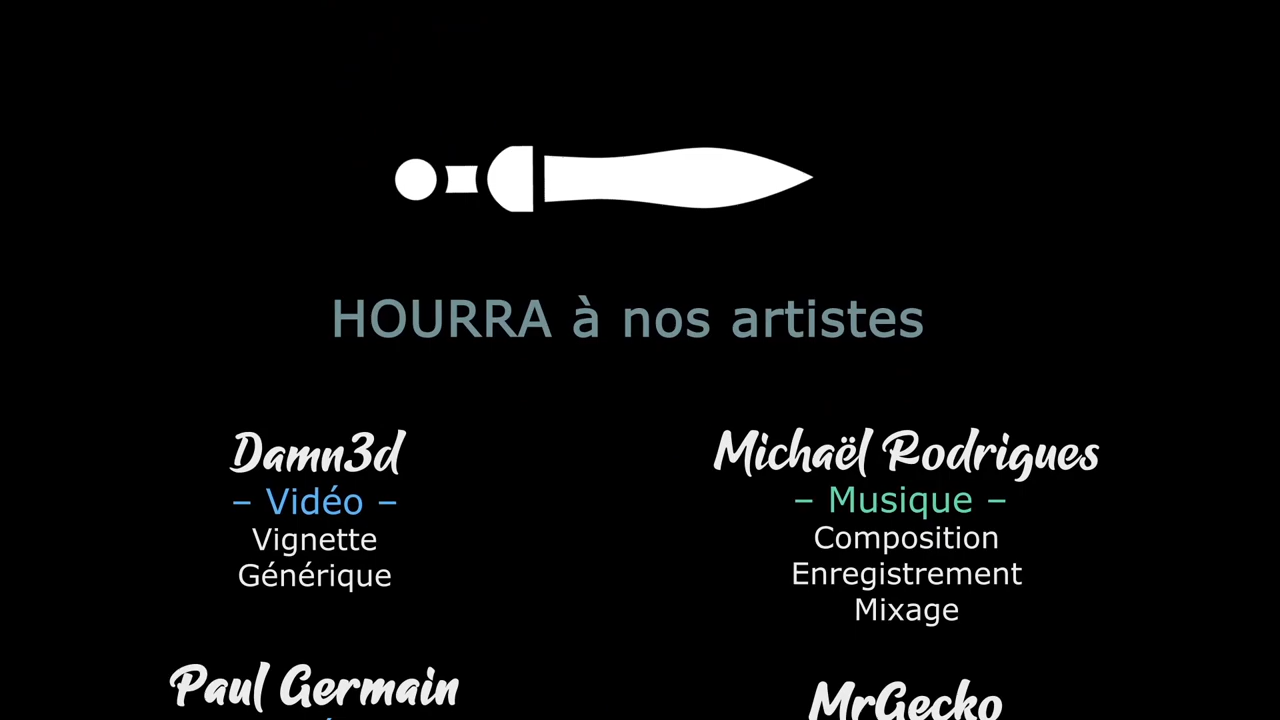 HOURRA à nos artistes
Damn3d
– Vidéo –
Vignette
Générique
Michaël Rodrigues
– Musique –
Composition
Enregistrement
Mixage
Paul Germain
MrGecko